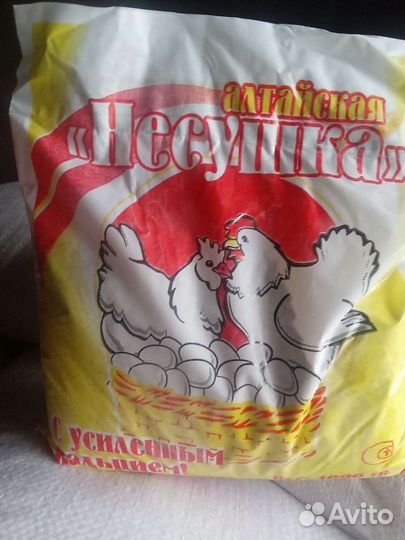 алтайская
«Несушка»
С усиленным
кальцием!
Avito